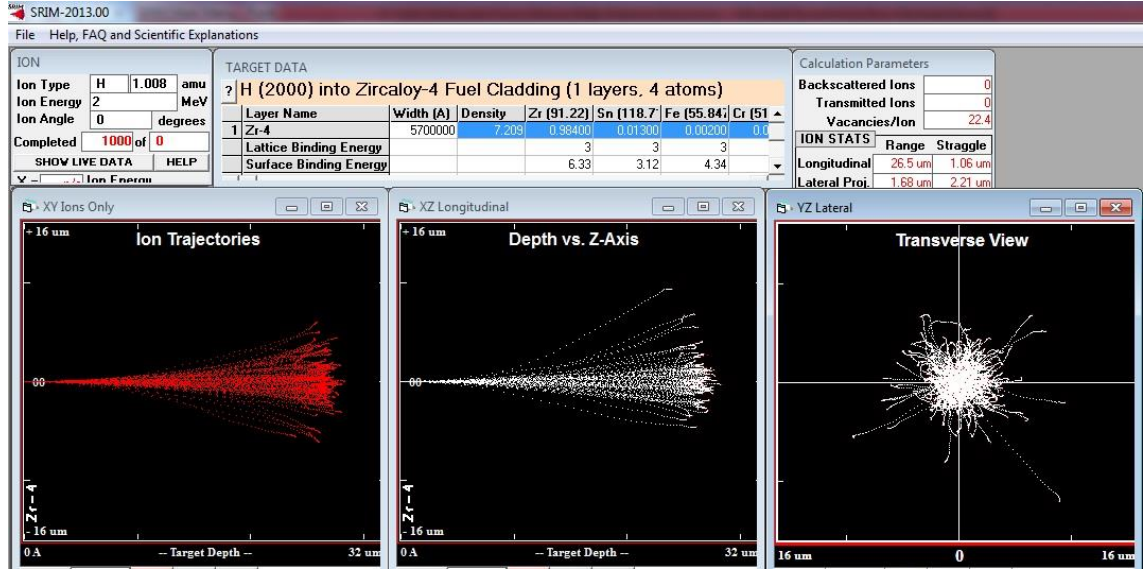 SRIM-2013.00
File Help, FAQ and Scientific Explanations
ION
Ion Type H 1.008 amu
Ion Energy 2 MeV
Ion Angle 0 degrees
Completed 1000 of 0
SHOW LIVE DATA HELP
Ion Energy
TARGET DATA
? H (2000) into Zircaloy-4 Fuel Cladding (1 layers, 4 atoms)
Layer Name Width (A) Density Zr (91.22) Sn (118.7 Fe (55.847 Cr (51
1 Zr-4 5700000 7.209 0.98400 0.01300 0.00200 0.0
Lattice Binding Energy 3 3 3
Surface Binding Energy 6.33 3.12 4.34
Calculation Parameters
Backscattered Ions 0
Transmitted Ions 0
Vacancies/Ion 22.4
ION STATS Range Straggle
Longitudinal 26.5 um 1.06 um
Lateral Proj. 1.68 um 2.21 um
XY Ions Only
+ 16 um
Ion Trajectories
00
Zr-4
- 16 um
0 A -- Target Depth -- 32 um
XZ Longitudinal
+ 16 um
Depth vs. Z-Axis
00
Zr-4
- 16 um
0 A -- Target Depth -- 32 um
YZ Lateral
Transverse View
16 um 0 16 um